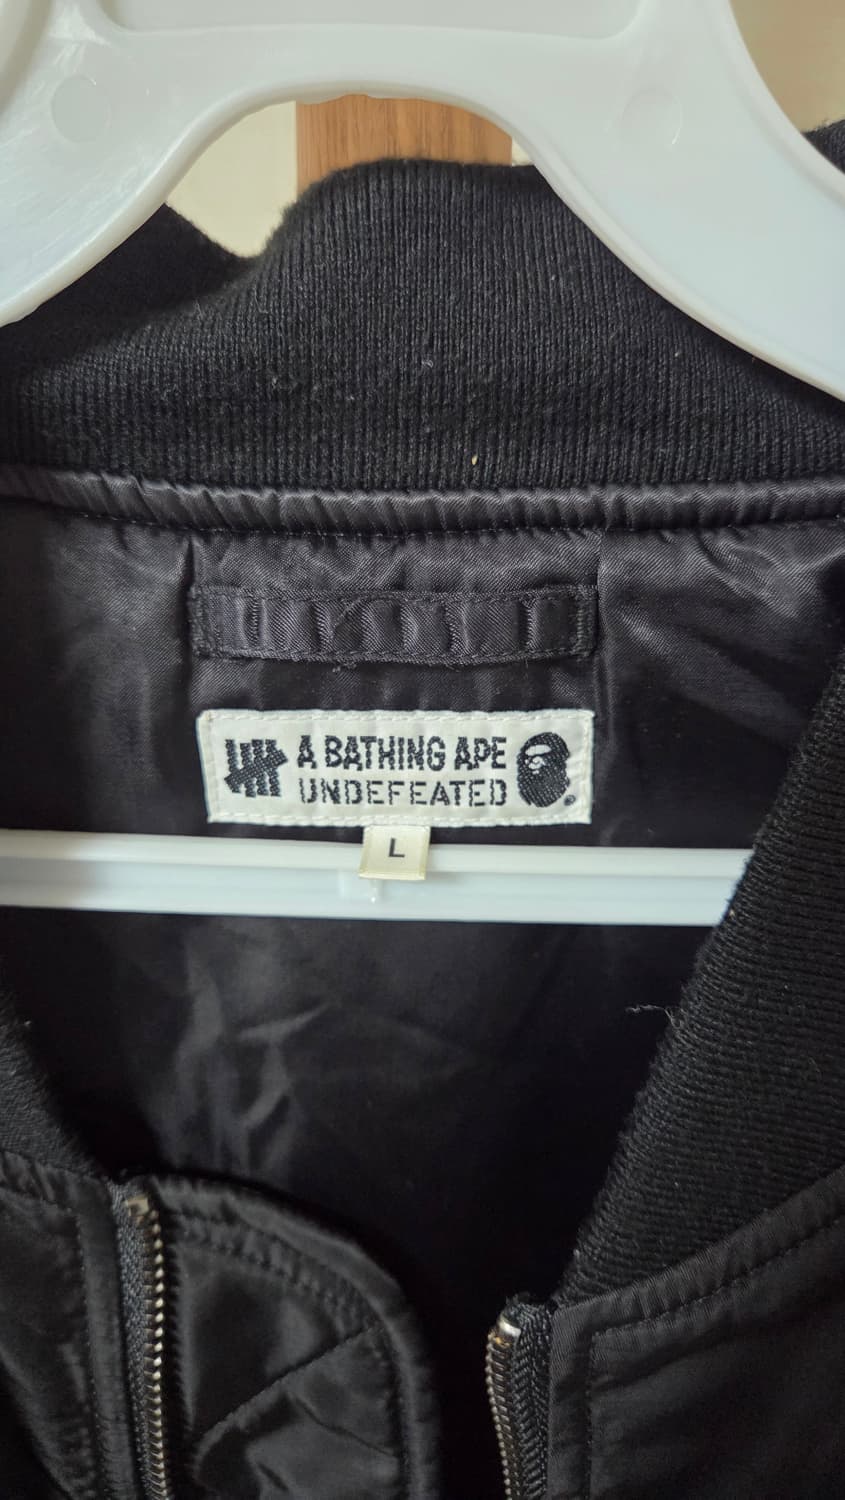 A BATHING APE
UNDEFEATED
®
L